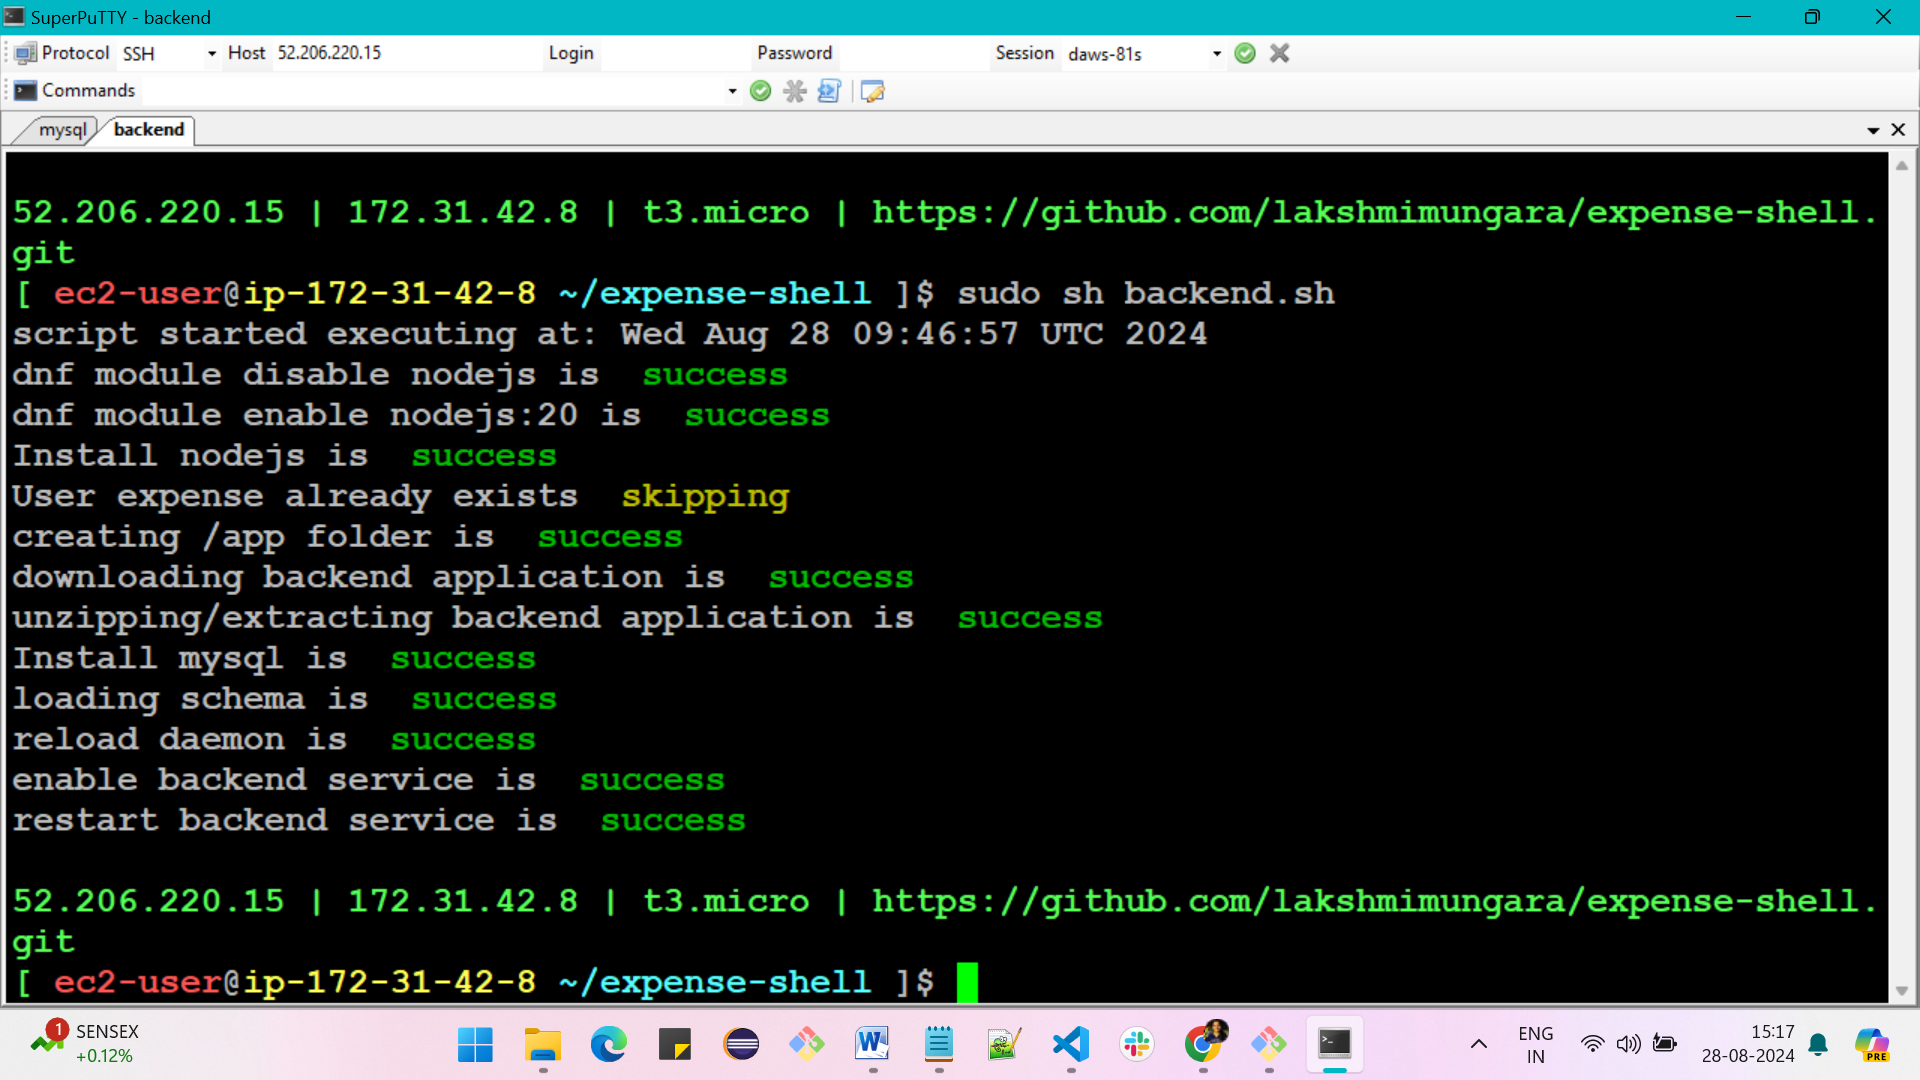 SuperPuTTY - backend
Protocol SSH Host 52.206.220.15 Login Password Session daws-81s
Commands
mysql backend
52.206.220.15 | 172.31.42.8 | t3.micro | https://github.com/lakshmimungara/expense-shell.
git
[ ec2-user@ip-172-31-42-8 ~/expense-shell ]$ sudo sh backend.sh
script started executing at: Wed Aug 28 09:46:57 UTC 2024
dnf module disable nodejs is  success
dnf module enable nodejs:20 is  success
Install nodejs is  success
User expense already exists  skipping
creating /app folder is  success
downloading backend application is  success
unzipping/extracting backend application is  success
Install mysql is  success
loading schema is  success
reload daemon is  success
enable backend service is  success
restart backend service is  success
52.206.220.15 | 172.31.42.8 | t3.micro | https://github.com/lakshmimungara/expense-shell.
git
[ ec2-user@ip-172-31-42-8 ~/expense-shell ]$
1 SENSEX
+0.12%
ENG
IN
15:17
28-08-2024
PRE